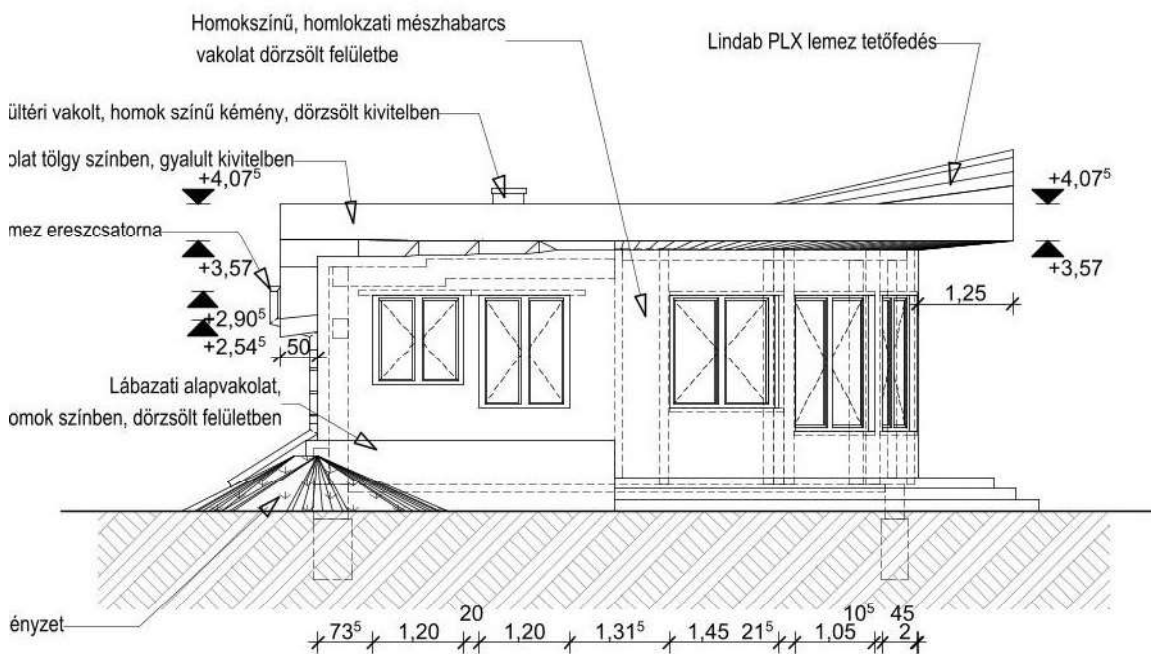 Homokszínű, homlokzati mészhabarcs
vakolat dörzsölt felületbe
Lindab PLX lemez tetőfedés
ültéri vakolt, homok színű kémény, dörzsölt kivitelben
olat tölgy színben, gyalult kivitelben
+4,07⁵
+4,07⁵
mez ereszcsatorna
+3,57
+3,57
1,25
+2,90⁵
+2,54⁵
50
Lábazati alapvakolat,
omok színben, dörzsölt felületben
ényzet
20
10⁵ 45
73⁵ 1,20 1,20 1,31⁵ 1,45 21⁵ 1,05 2